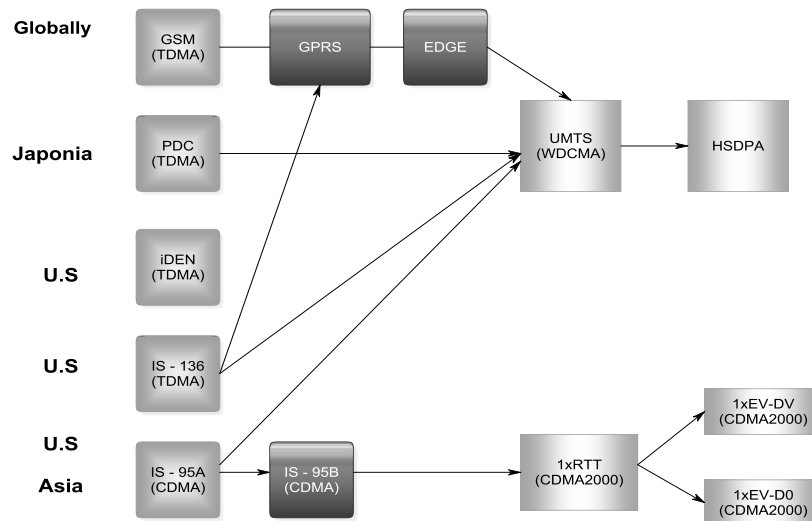 Globally
GSM
(TDMA)
GPRS
EDGE
Japonia
PDC
(TDMA)
UMTS
(WDCMA)
HSDPA
U.S
iDEN
(TDMA)
U.S
IS - 136
(TDMA)
U.S
Asia
IS - 95A
(CDMA)
IS - 95B
(CDMA)
1xRTT
(CDMA2000)
1xEV-DV
(CDMA2000)
1xEV-D0
(CDMA2000)